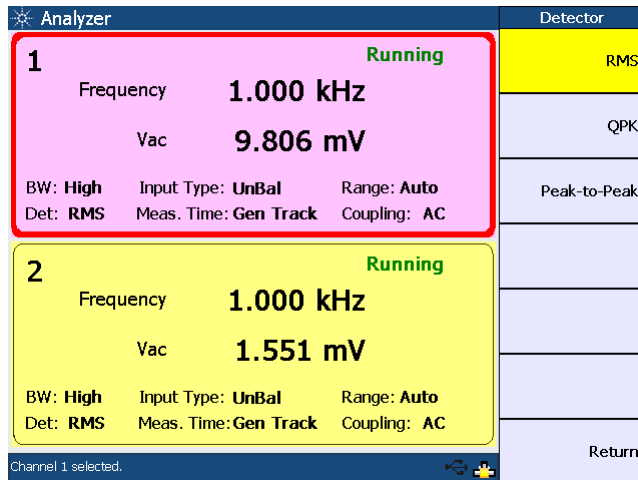 Analyzer
Detector
1
Running
Frequency 1.000 kHz
Vac 9.806 mV
BW: High Input Type: UnBal Range: Auto
Det: RMS Meas. Time: Gen Track Coupling: AC
2
Running
Frequency 1.000 kHz
Vac 1.551 mV
BW: High Input Type: UnBal Range: Auto
Det: RMS Meas. Time: Gen Track Coupling: AC
Channel 1 selected.
RMS
QPK
Peak-to-Peak
Return